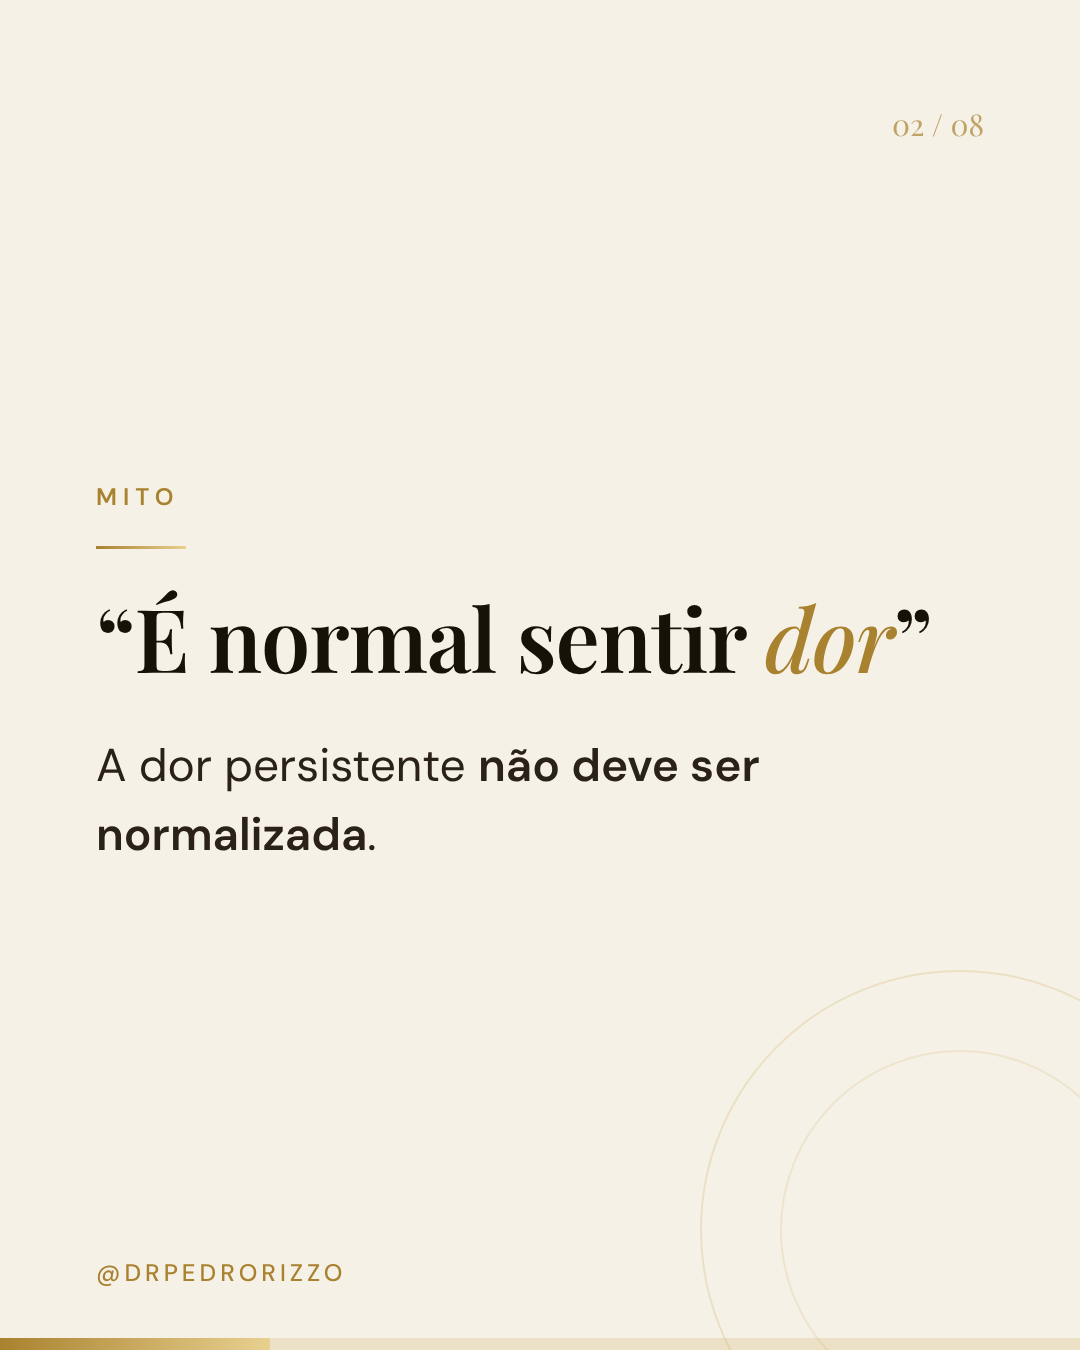 02 / 08
MITO
“É normal sentir dor”
A dor persistente não deve ser
normalizada.
@DRPEDRORIZZO